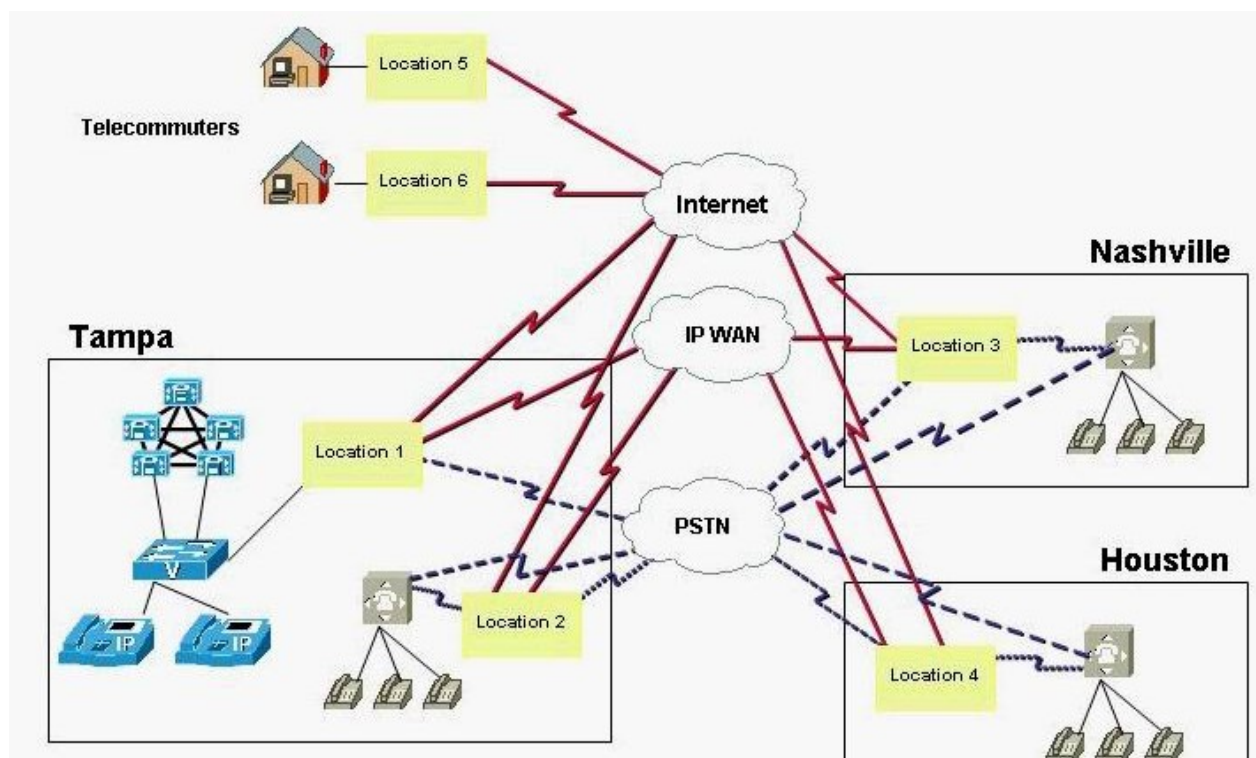 Location 5
Telecommuters
Location 6
Internet
Nashville
IP WAN
Tampa
Location 3
Location 1
PSTN
Houston
V
Location 2
IP
IP
Location 4